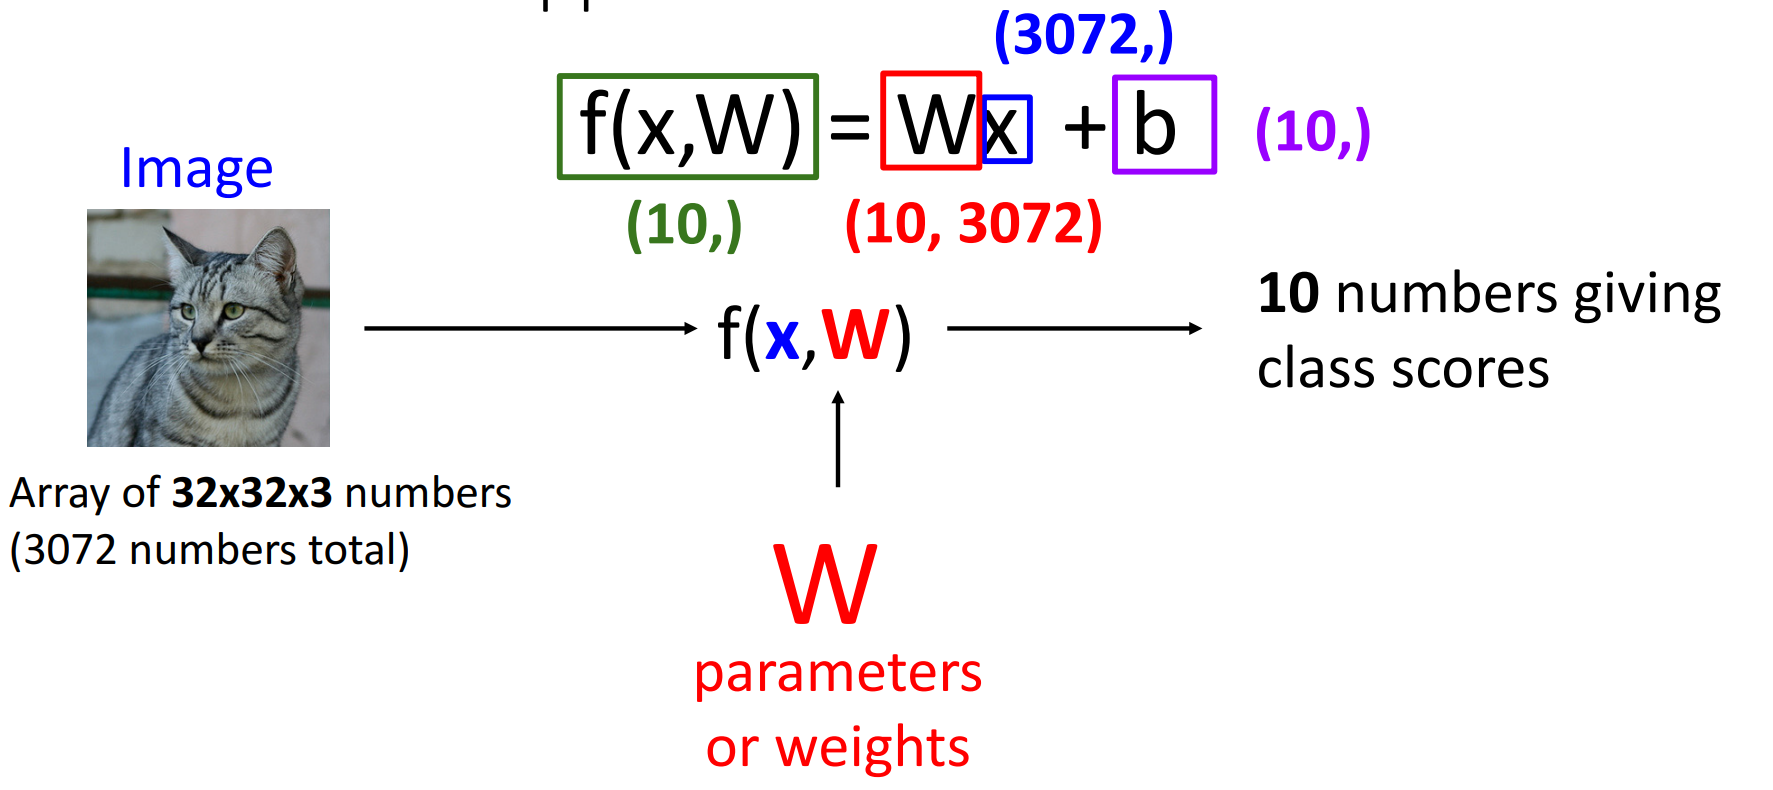 (3072,)
f(x,W) = Wx + b (10,)
Image
(10,) (10, 3072)
f(x,W)
10 numbers giving
class scores
Array of 32x32x3 numbers
(3072 numbers total)
W
parameters
or weights